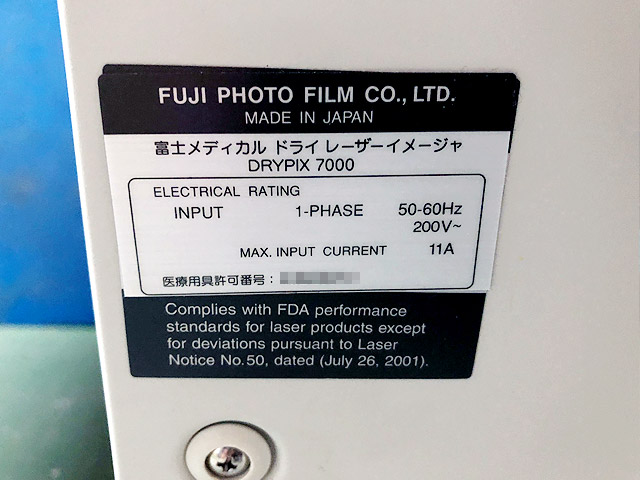 FUJI PHOTO FILM CO., LTD.
MADE IN JAPAN
富士メディカル ドライ レーザーイメージャ
DRYPIX 7000
ELECTRICAL RATING
INPUT 1-PHASE 50-60Hz
200V~
MAX. INPUT CURRENT 11A
医療用具許可番号：
Complies with FDA performance
standards for laser products except
for deviations pursuant to Laser
Notice No.50, dated (July 26, 2001).